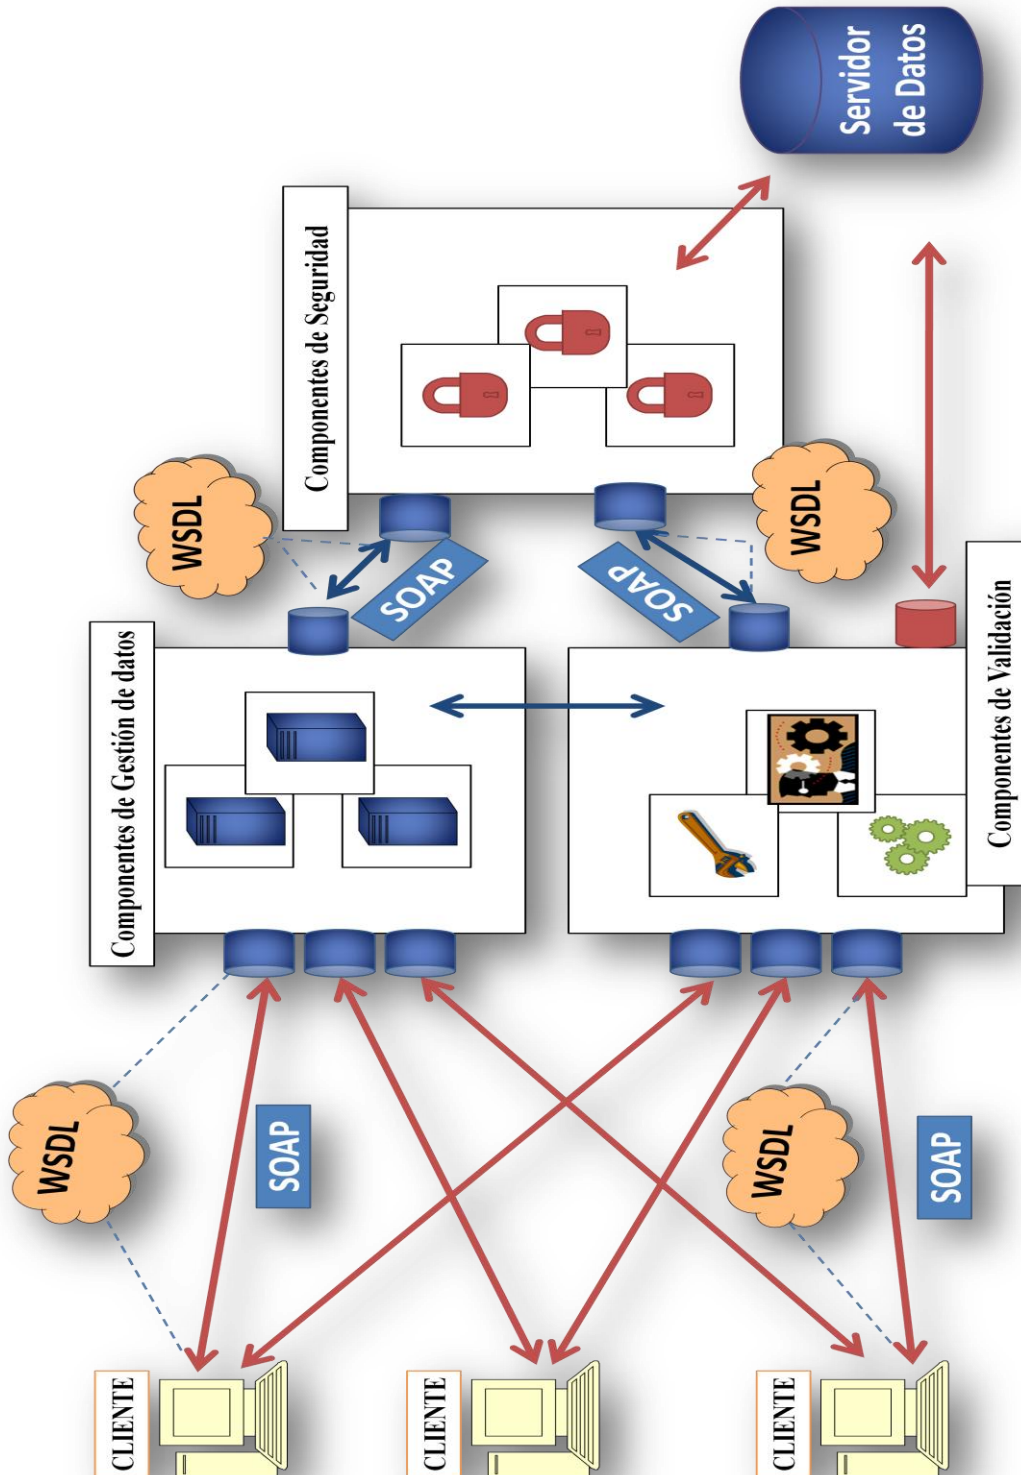 WSDL
CLIENTE
Componentes de Gestión de datos
WSDL
SOAP
Componentes de Seguridad
SOAP
CLIENTE
SOAP
WSDL
CLIENTE
WSDL
Servidor
de Datos
SOAP
Componentes de Validación